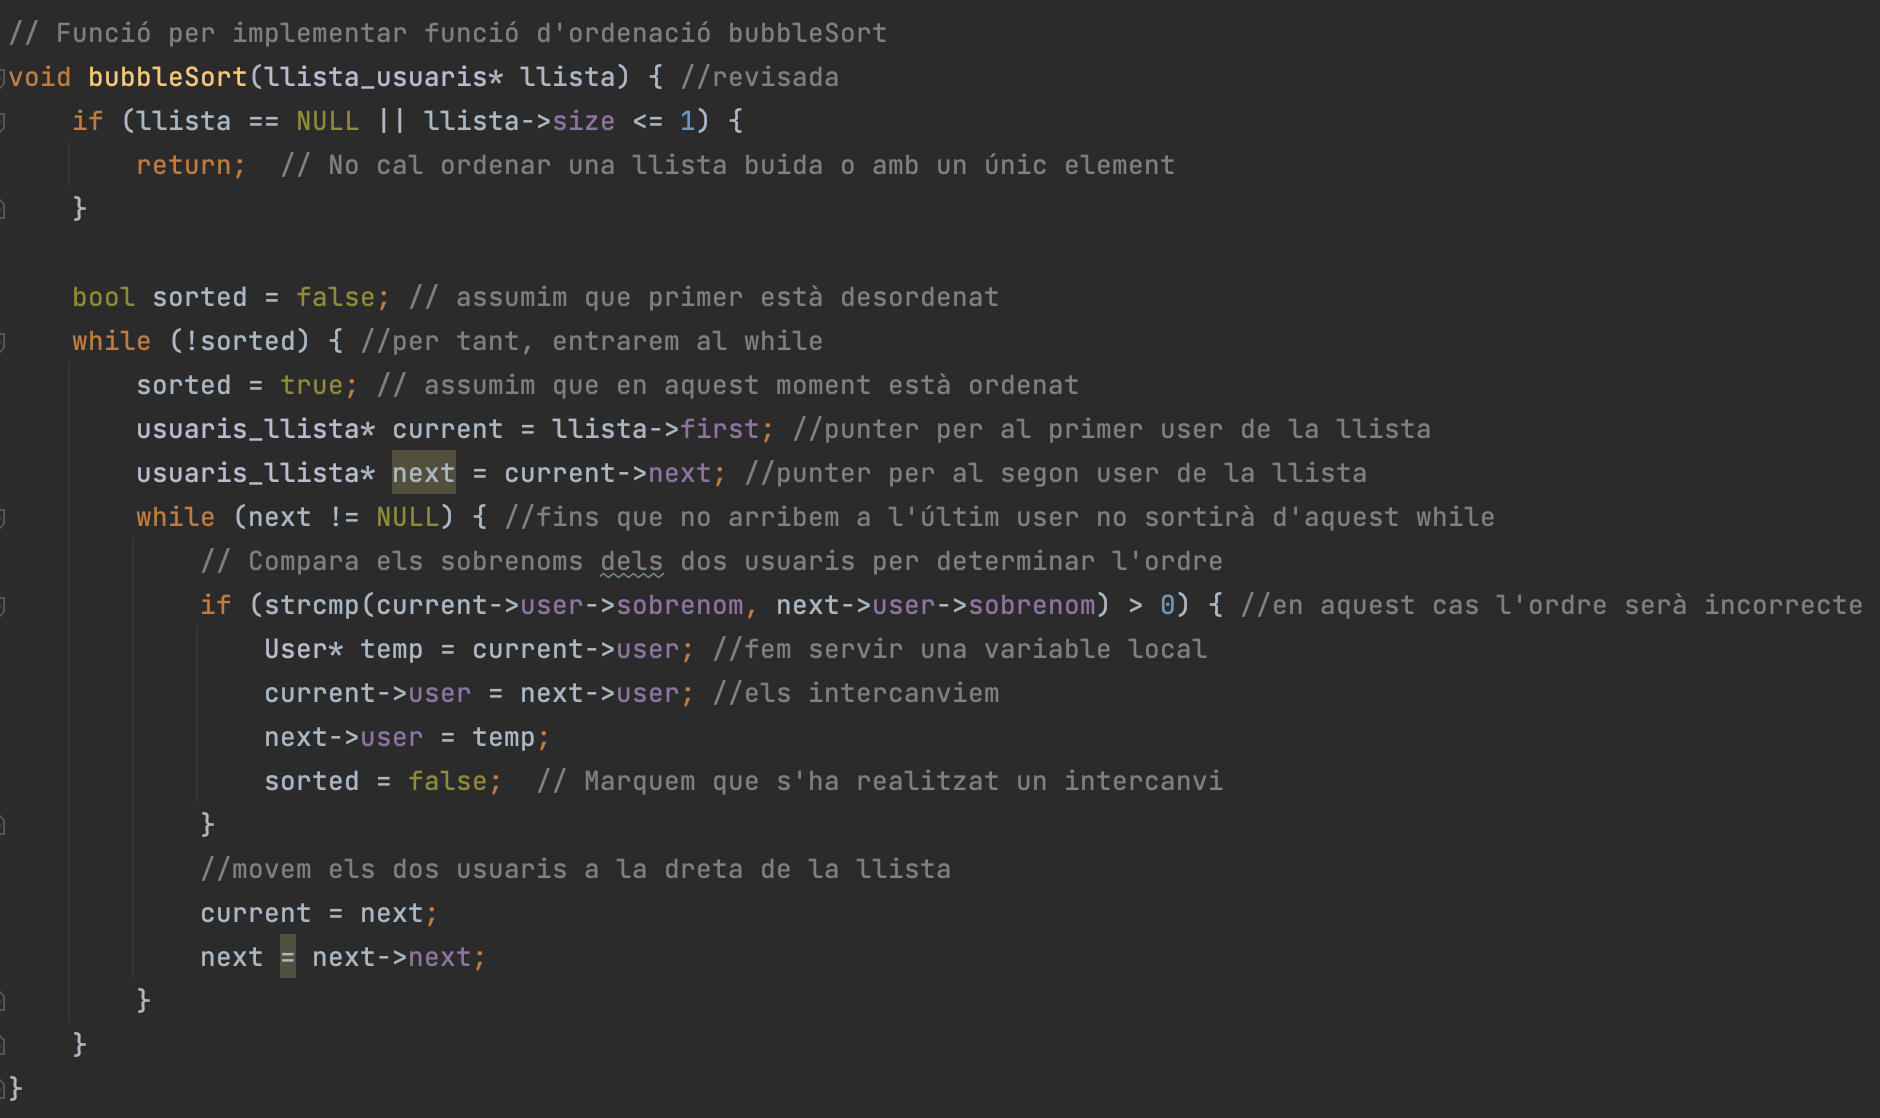 // Funció per implementar funció d'ordenació bubbleSort
void bubbleSort(llista_usuaris* llista) { //revisada
    if (llista == NULL || llista->size <= 1) {
        return;  // No cal ordenar una llista buida o amb un únic element
    }

    bool sorted = false; // assumim que primer està desordenat
    while (!sorted) { //per tant, entrarem al while
        sorted = true; // assumim que en aquest moment està ordenat
        usuaris_llista* current = llista->first; //punter per al primer user de la llista
        usuaris_llista* next = current->next; //punter per al segon user de la llista
        while (next != NULL) { //fins que no arribem a l'últim user no sortirà d'aquest while
            // Compara els sobrenoms dels dos usuaris per determinar l'ordre
            if (strcmp(current->user->sobrenom, next->user->sobrenom) > 0) { //en aquest cas l'ordre serà incorrecte
                User* temp = current->user; //fem servir una variable local
                current->user = next->user; //els intercanviem
                next->user = temp;
                sorted = false;  // Marquem que s'ha realitzat un intercanvi
            }
            //movem els dos usuaris a la dreta de la llista
            current = next;
            next = next->next;
        }
    }
}